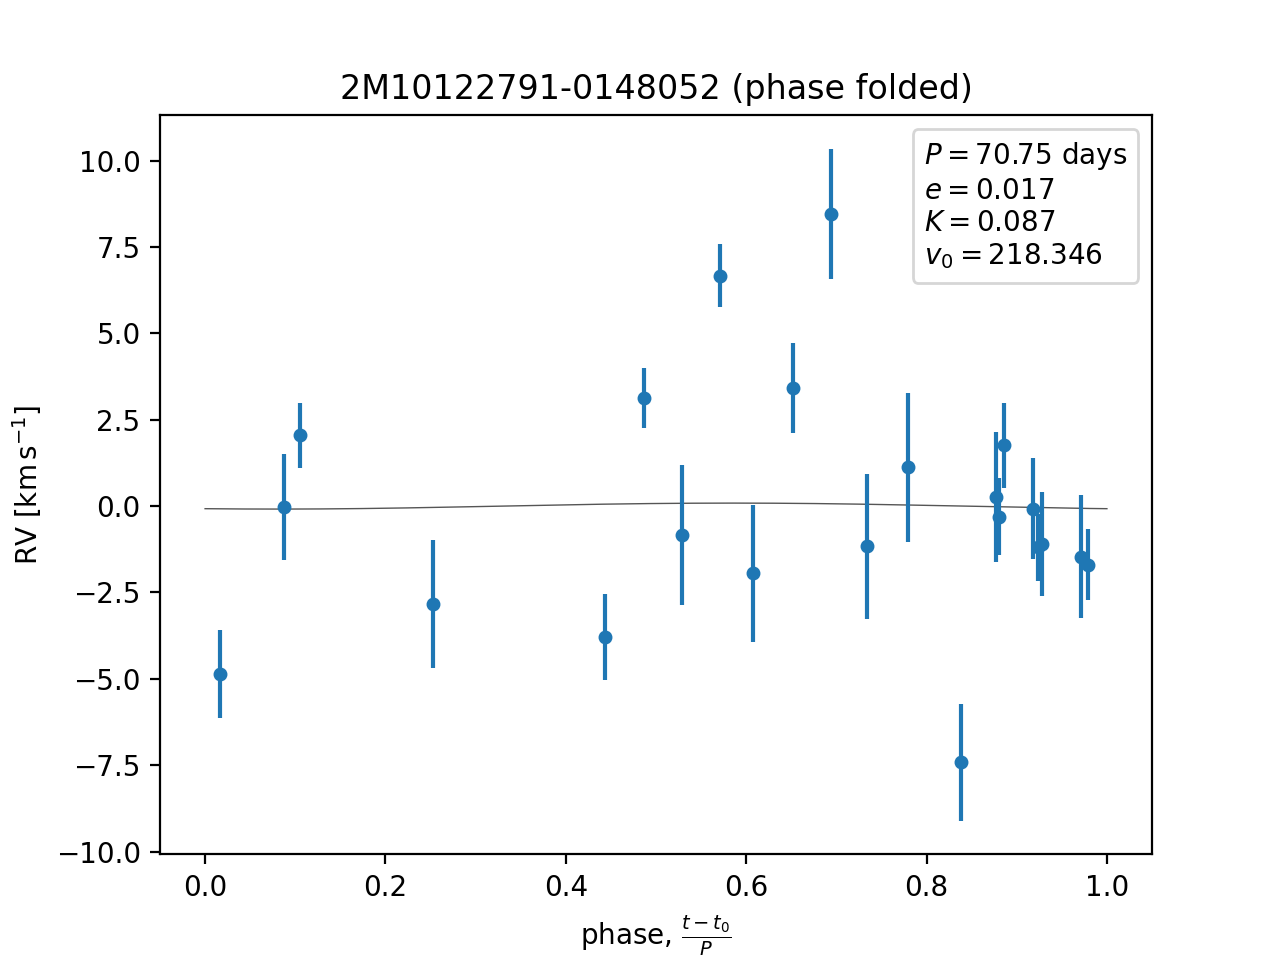 2M10122791-0148052 (phase folded)
P = 70.75 days
e = 0.017
K = 0.087
v₀ = 218.346
10.0
7.5
5.0
2.5
0.0
−2.5
−5.0
−7.5
−10.0
RV [km s⁻¹]
0.0 0.2 0.4 0.6 0.8 1.0
phase, (t − t₀)/P